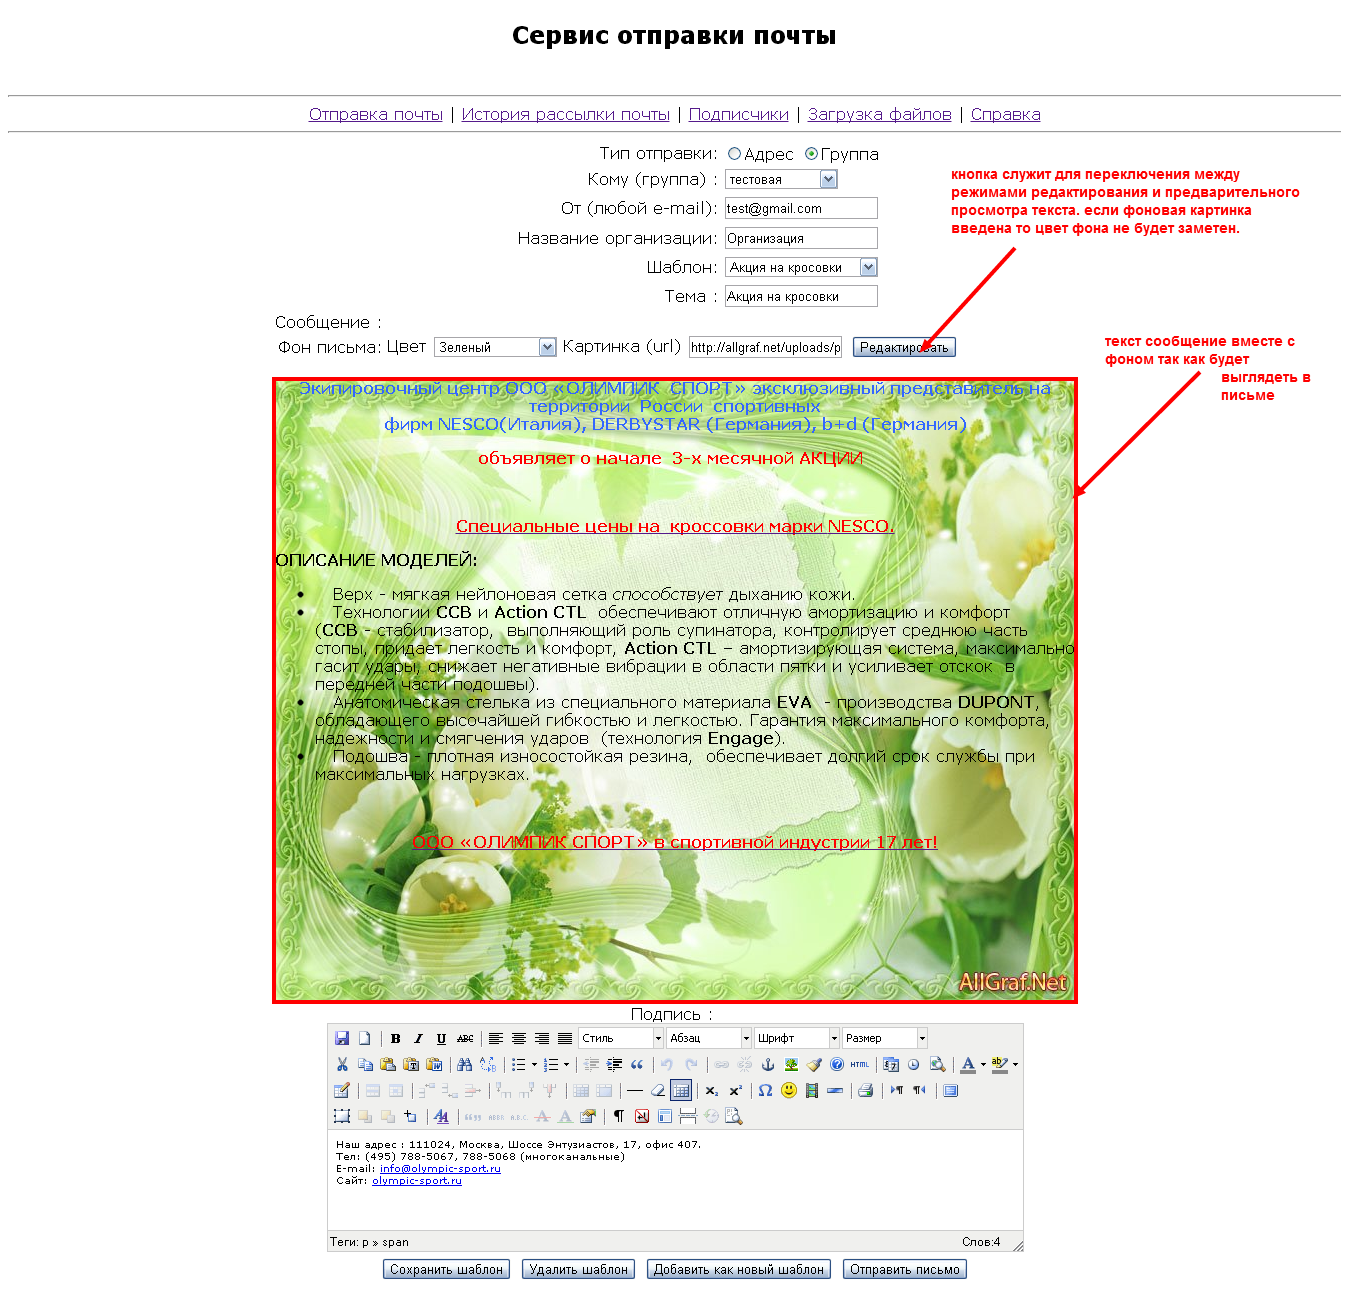 Сервис отправки почты
Отправка почты | История рассылки почты | Подписчики | Загрузка файлов | Справка
Тип отправки: Адрес Группа
Кому (группа) : тестовая
От (любой e-mail): test@gmail.com
Название организации: Организация
Шаблон: Акция на кросовки
Тема : Акция на кросовки
кнопка служит для переключения между
режимами редактирования и предварительного
просмотра текста. если фоновая картинка
введена то цвет фона не будет заметен.
Сообщение :
Фон письма: Цвет Зеленый Картинка (url) http://allgraf.net/uploads/p Редактировать
текст сообщение вместе с
фоном так как будет
выглядеть в
письме
Экипировочный центр ООО «ОЛИМПИК СПОРТ» эксклюзивный представитель на
территории России спортивных
фирм NESCO(Италия), DERBYSTAR (Германия), b+d (Германия)
объявляет о начале 3-х месячной АКЦИИ
Специальные цены на кроссовки марки NESCO.
ОПИСАНИЕ МОДЕЛЕЙ:
• Верх - мягкая нейлоновая сетка способствует дыханию кожи.
• Технологии ССВ и Action CTL обеспечивают отличную амортизацию и комфорт
(ССВ - стабилизатор, выполняющий роль супинатора, контролирует среднюю часть
стопы, придает легкость и комфорт, Action CTL – амортизирующая система, максимально
гасит удары, снижает негативные вибрации в области пятки и усиливает отскок в
передней части подошвы).
• Анатомическая стелька из специального материала EVA - производства DUPONT,
обладающего высочайшей гибкостью и легкостью. Гарантия максимального комфорта,
надежности и смягчения ударов (технология Engage).
• Подошва - плотная износостойкая резина, обеспечивает долгий срок службы при
максимальных нагрузках.
ООО «ОЛИМПИК СПОРТ» в спортивной индустрии 17 лет!
AllGraf.Net
Подпись :
B I U ABC Стиль Абзац Шрифт Размер
HTML
Наш адрес : 111024, Москва, Шоссе Энтузиастов, 17, офис 407.
Тел: (495) 788-5067, 788-5068 (многоканальные)
E-mail: info@olympic-sport.ru
Сайт: olympic-sport.ru
Теги: p » span Слов:4
Сохранить шаблон Удалить шаблон Добавить как новый шаблон Отправить письмо